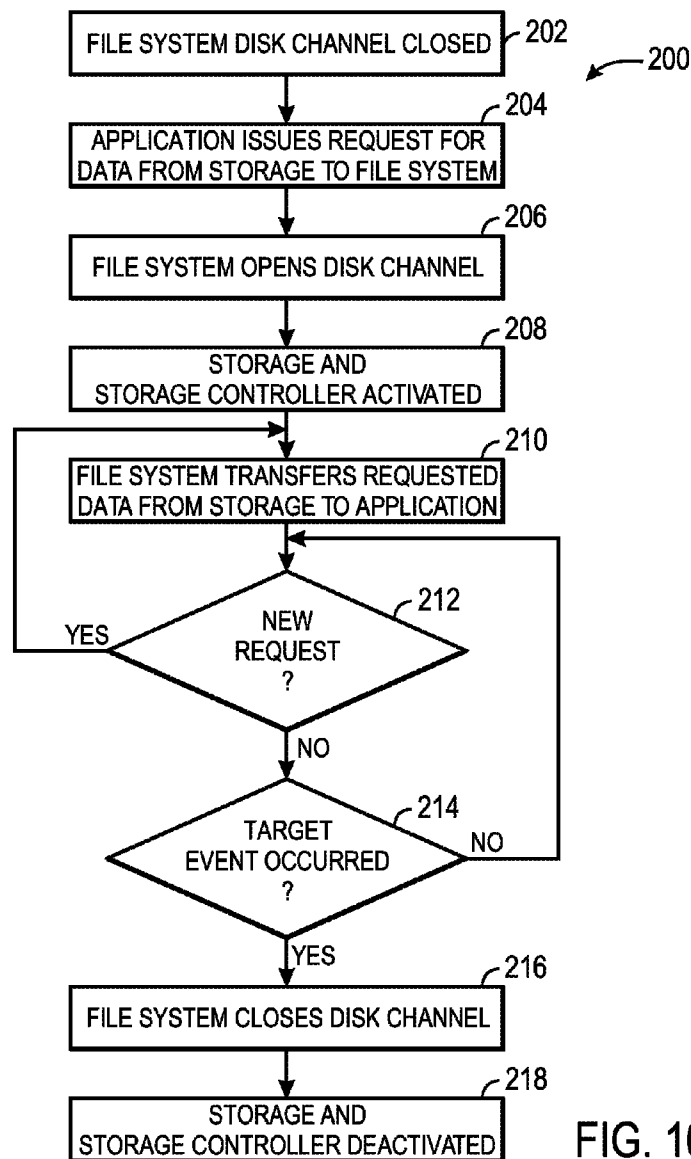 FILE SYSTEM DISK CHANNEL CLOSED
202
200
204
APPLICATION ISSUES REQUEST FOR
DATA FROM STORAGE TO FILE SYSTEM
206
FILE SYSTEM OPENS DISK CHANNEL
208
STORAGE AND
STORAGE CONTROLLER ACTIVATED
210
FILE SYSTEM TRANSFERS REQUESTED
DATA FROM STORAGE TO APPLICATION
212
YES
NEW
REQUEST
?
NO
214
TARGET
EVENT OCCURRED
?
NO
YES
216
FILE SYSTEM CLOSES DISK CHANNEL
218
STORAGE AND
STORAGE CONTROLLER DEACTIVATED
FIG.